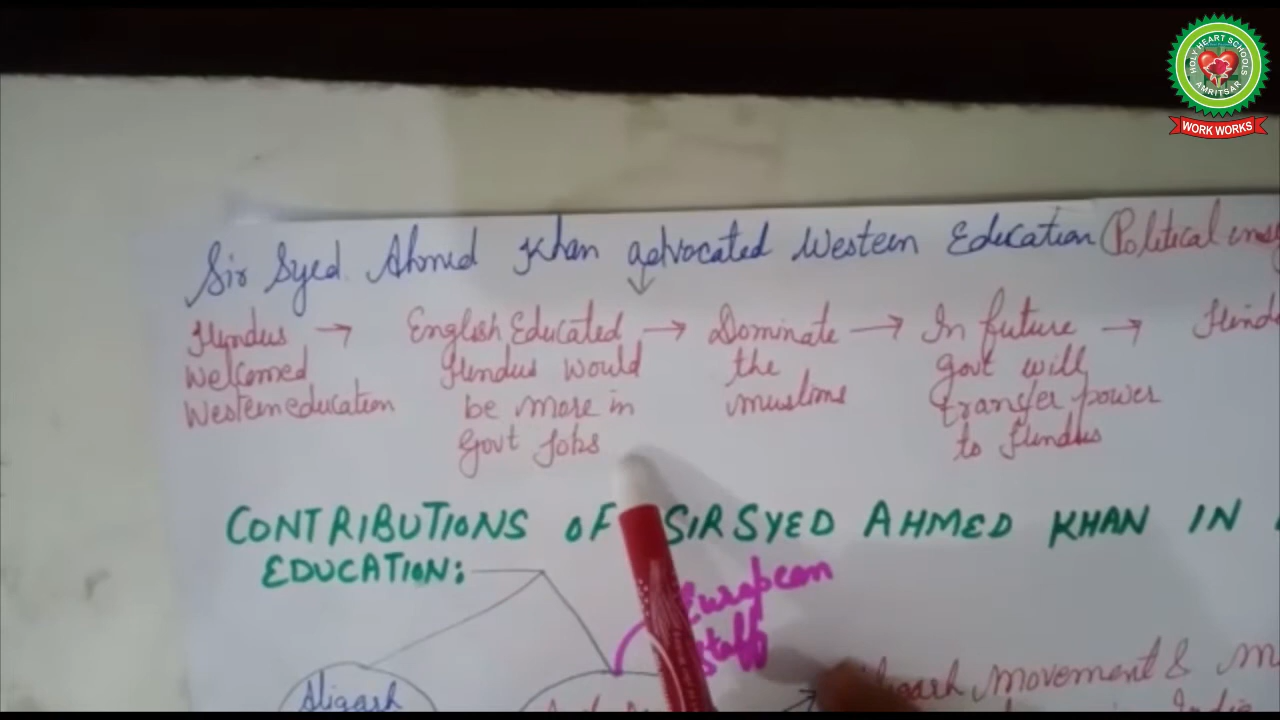 HOLY HEART SCHOOLS
AMRITSAR
WORK WORKS
Sir Syed Ahmed Khan advocated Western Education (Political
Hindus → English Educated → Dominate → In future →
Welcomed Hindus would the govt will
Western education be more in muslims transfer power
Govt Jobs to Hindus
CONTRIBUTIONS OF SIR SYED AHMED KHAN IN
EDUCATION:
European
staff
Aligarh
Movement &